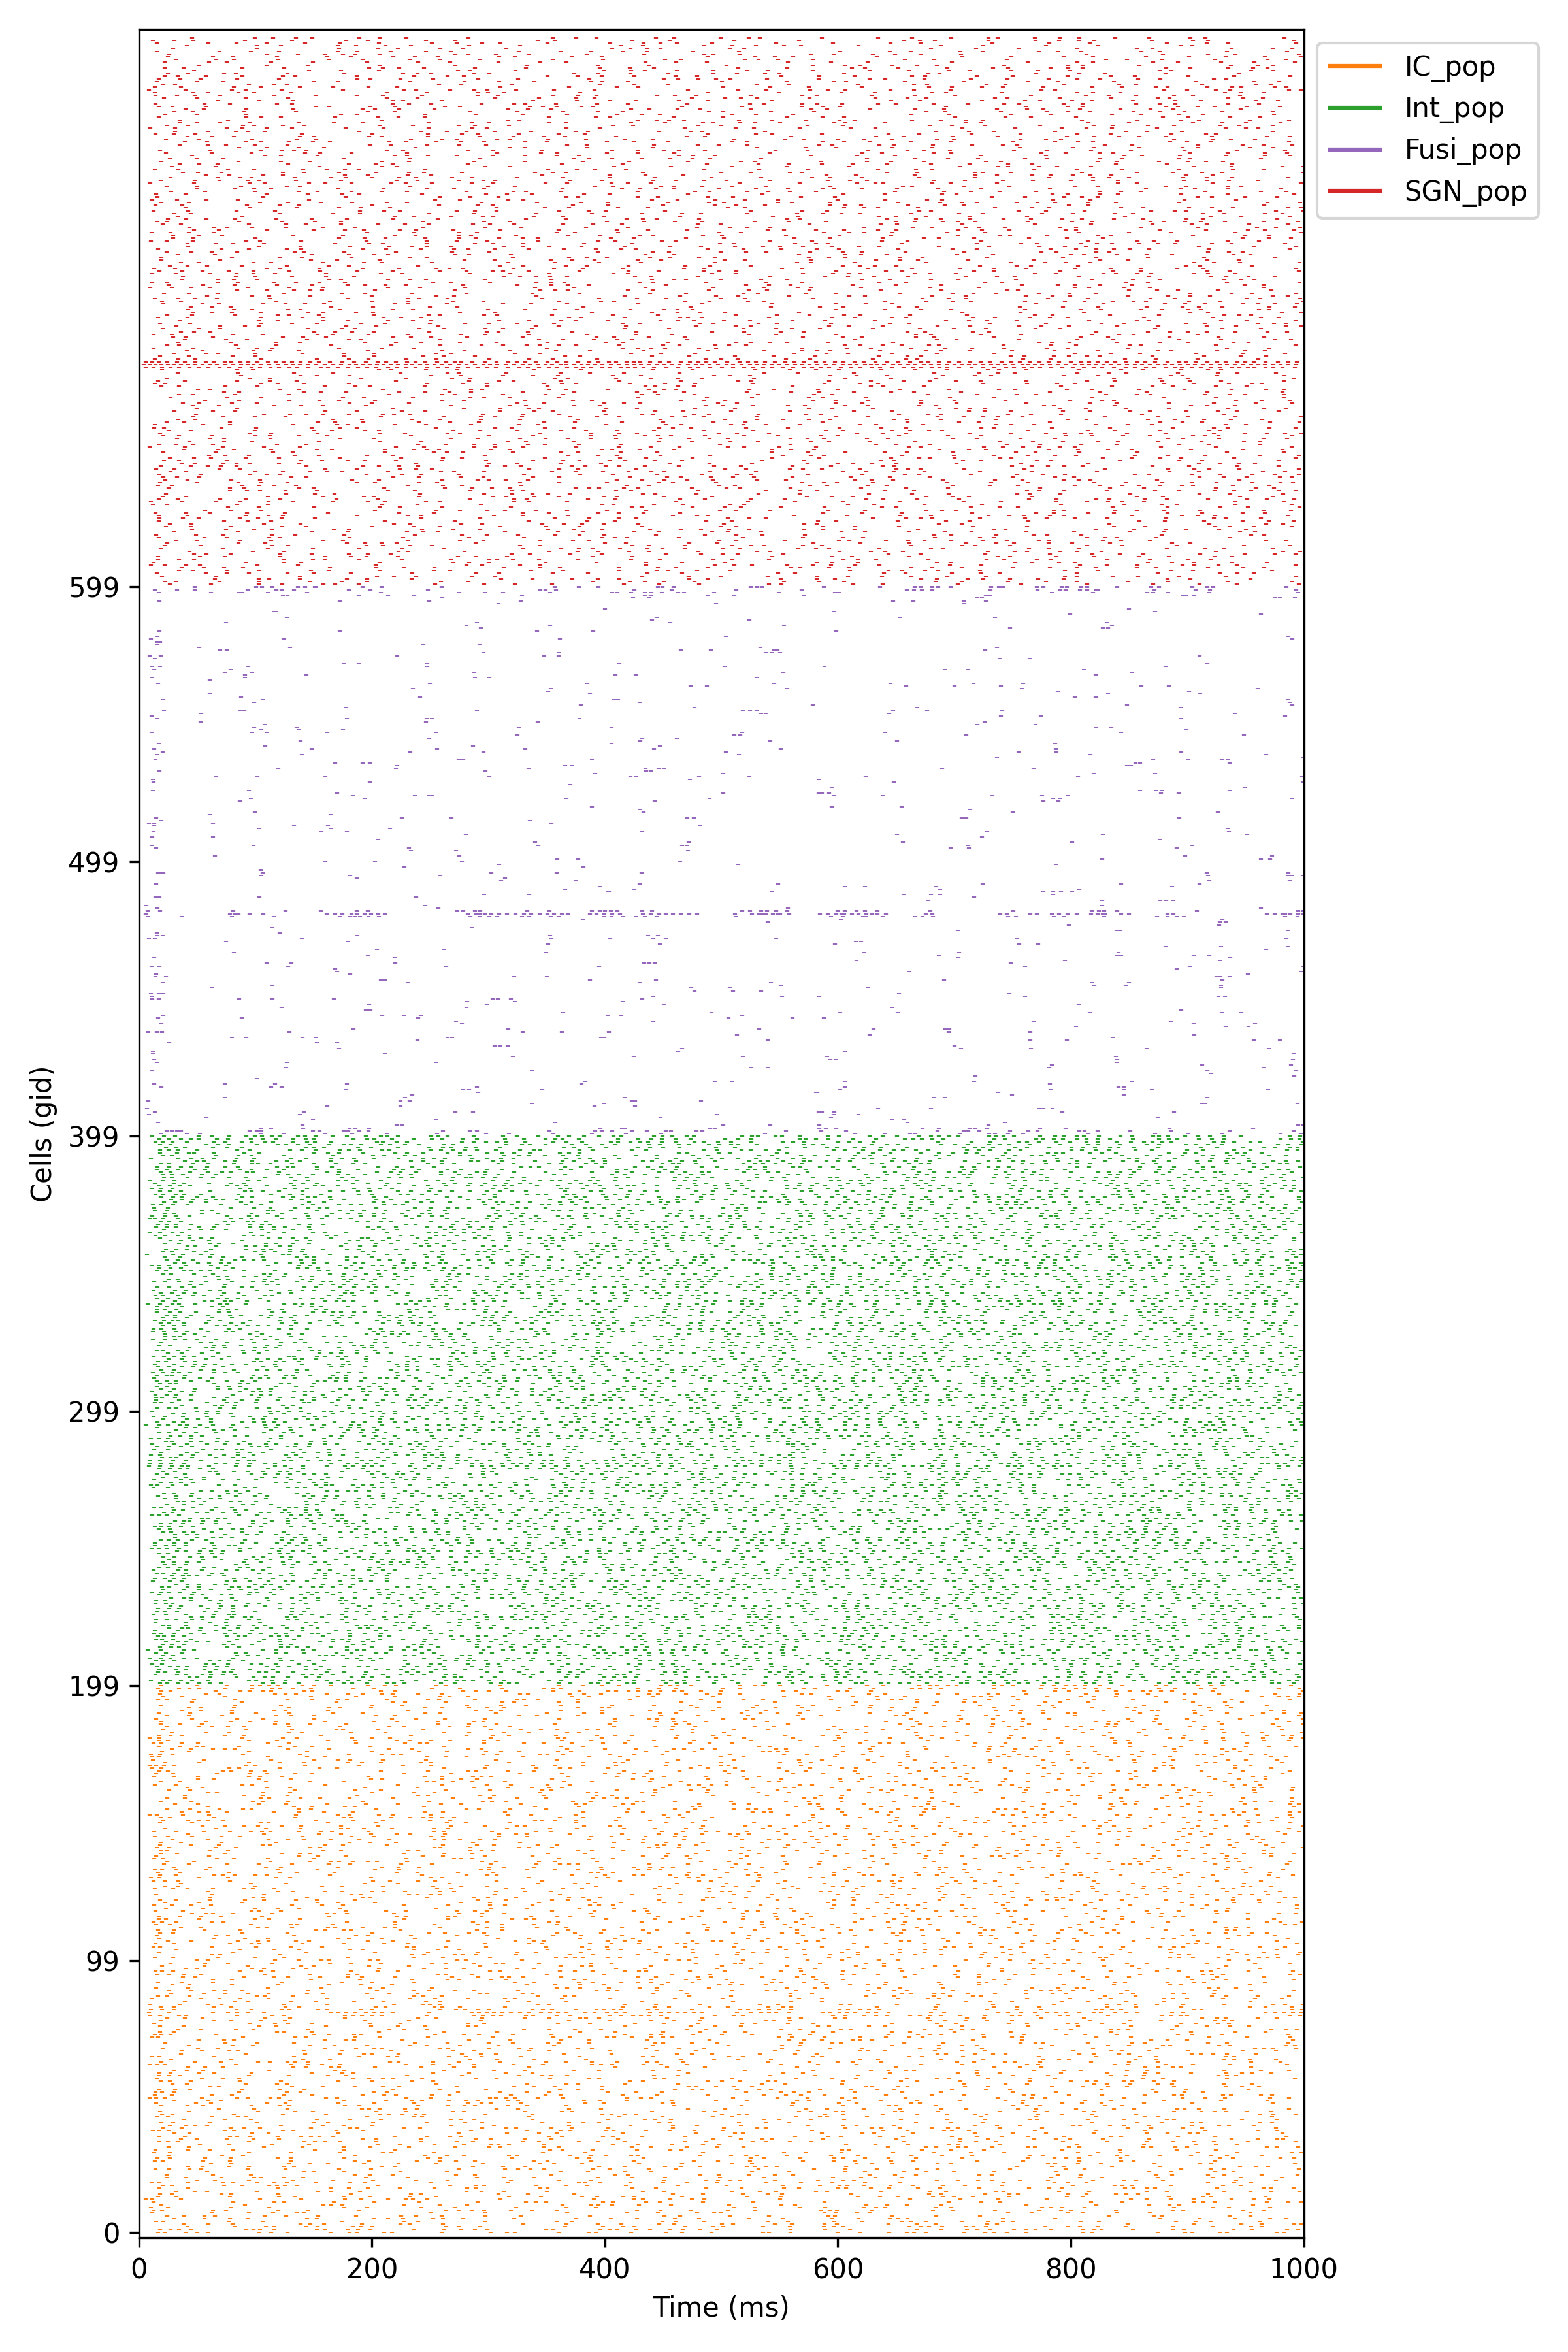 IC_pop
Int_pop
Fusi_pop
SGN_pop
599
499
399
299
199
99
0
Cells (gid)
0 200 400 600 800 1000
Time (ms)